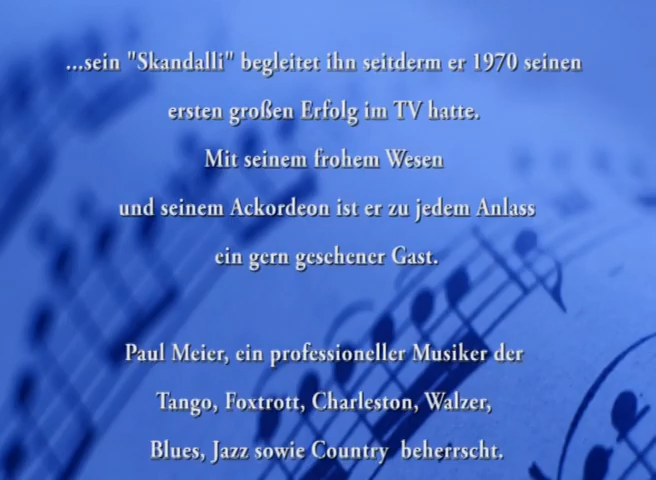 ...sein "Skandalli" begleitet ihn seitderm er 1970 seinen
ersten großen Erfolg im TV hatte.
Mit seinem frohem Wesen
und seinem Ackordeon ist er zu jedem Anlass
ein gern gesehener Gast.
Paul Meier, ein professioneller Musiker der
Tango, Foxtrott, Charleston, Walzer,
Blues, Jazz sowie Country beherrscht.